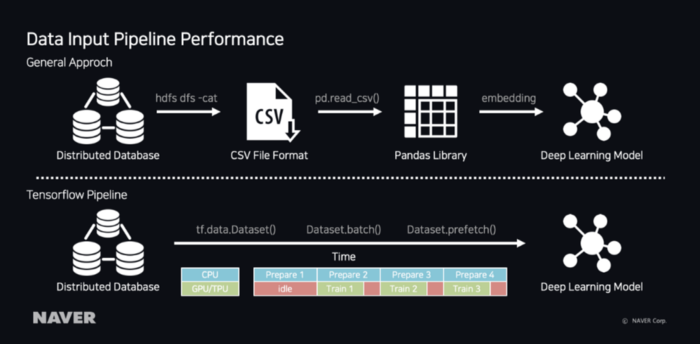 Data Input Pipeline Performance
General Approch
hdfs dfs -cat
pd.read_csv()
embedding
CSV
Distributed Database
CSV File Format
Pandas Library
Deep Learning Model
Tensorflow Pipeline
tf.data.Dataset()
Dataset.batch()
Dataset.prefetch()
Time
CPU
Prepare 1
Prepare 2
Prepare 3
Prepare 4
GPU/TPU
idle
Train 1
Train 2
Train 3
Distributed Database
Deep Learning Model
NAVER
© NAVER Corp.